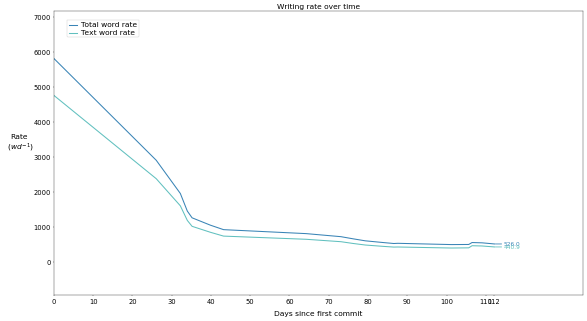 Writing rate over time
Total word rate
Text word rate
7000
6000
5000
4000
3000
2000
1000
0
Rate
(wd⁻¹)
526.0
0 10 20 30 40 50 60 70 80 90 100 110 112
Days since first commit